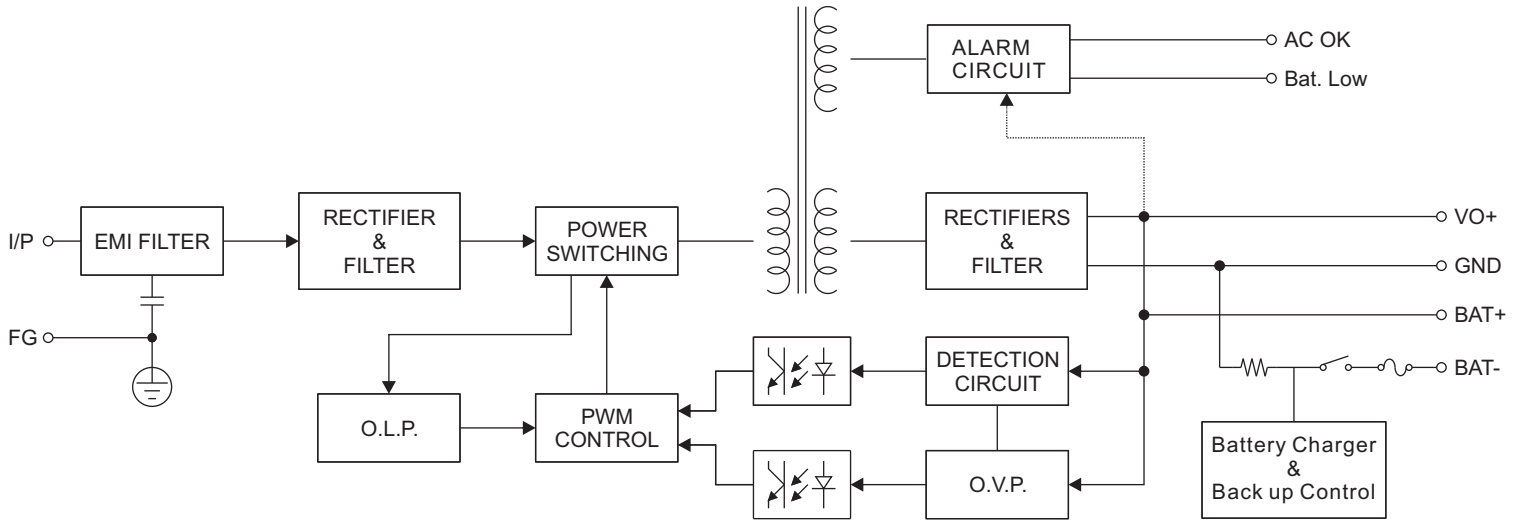 ALARM
CIRCUIT
AC OK
Bat. Low
I/P
EMI FILTER
RECTIFIER
&
FILTER
POWER
SWITCHING
RECTIFIERS
&
FILTER
VO+
GND
BAT+
BAT-
FG
O.L.P.
PWM
CONTROL
DETECTION
CIRCUIT
O.V.P.
Battery Charger
&
Back up Control